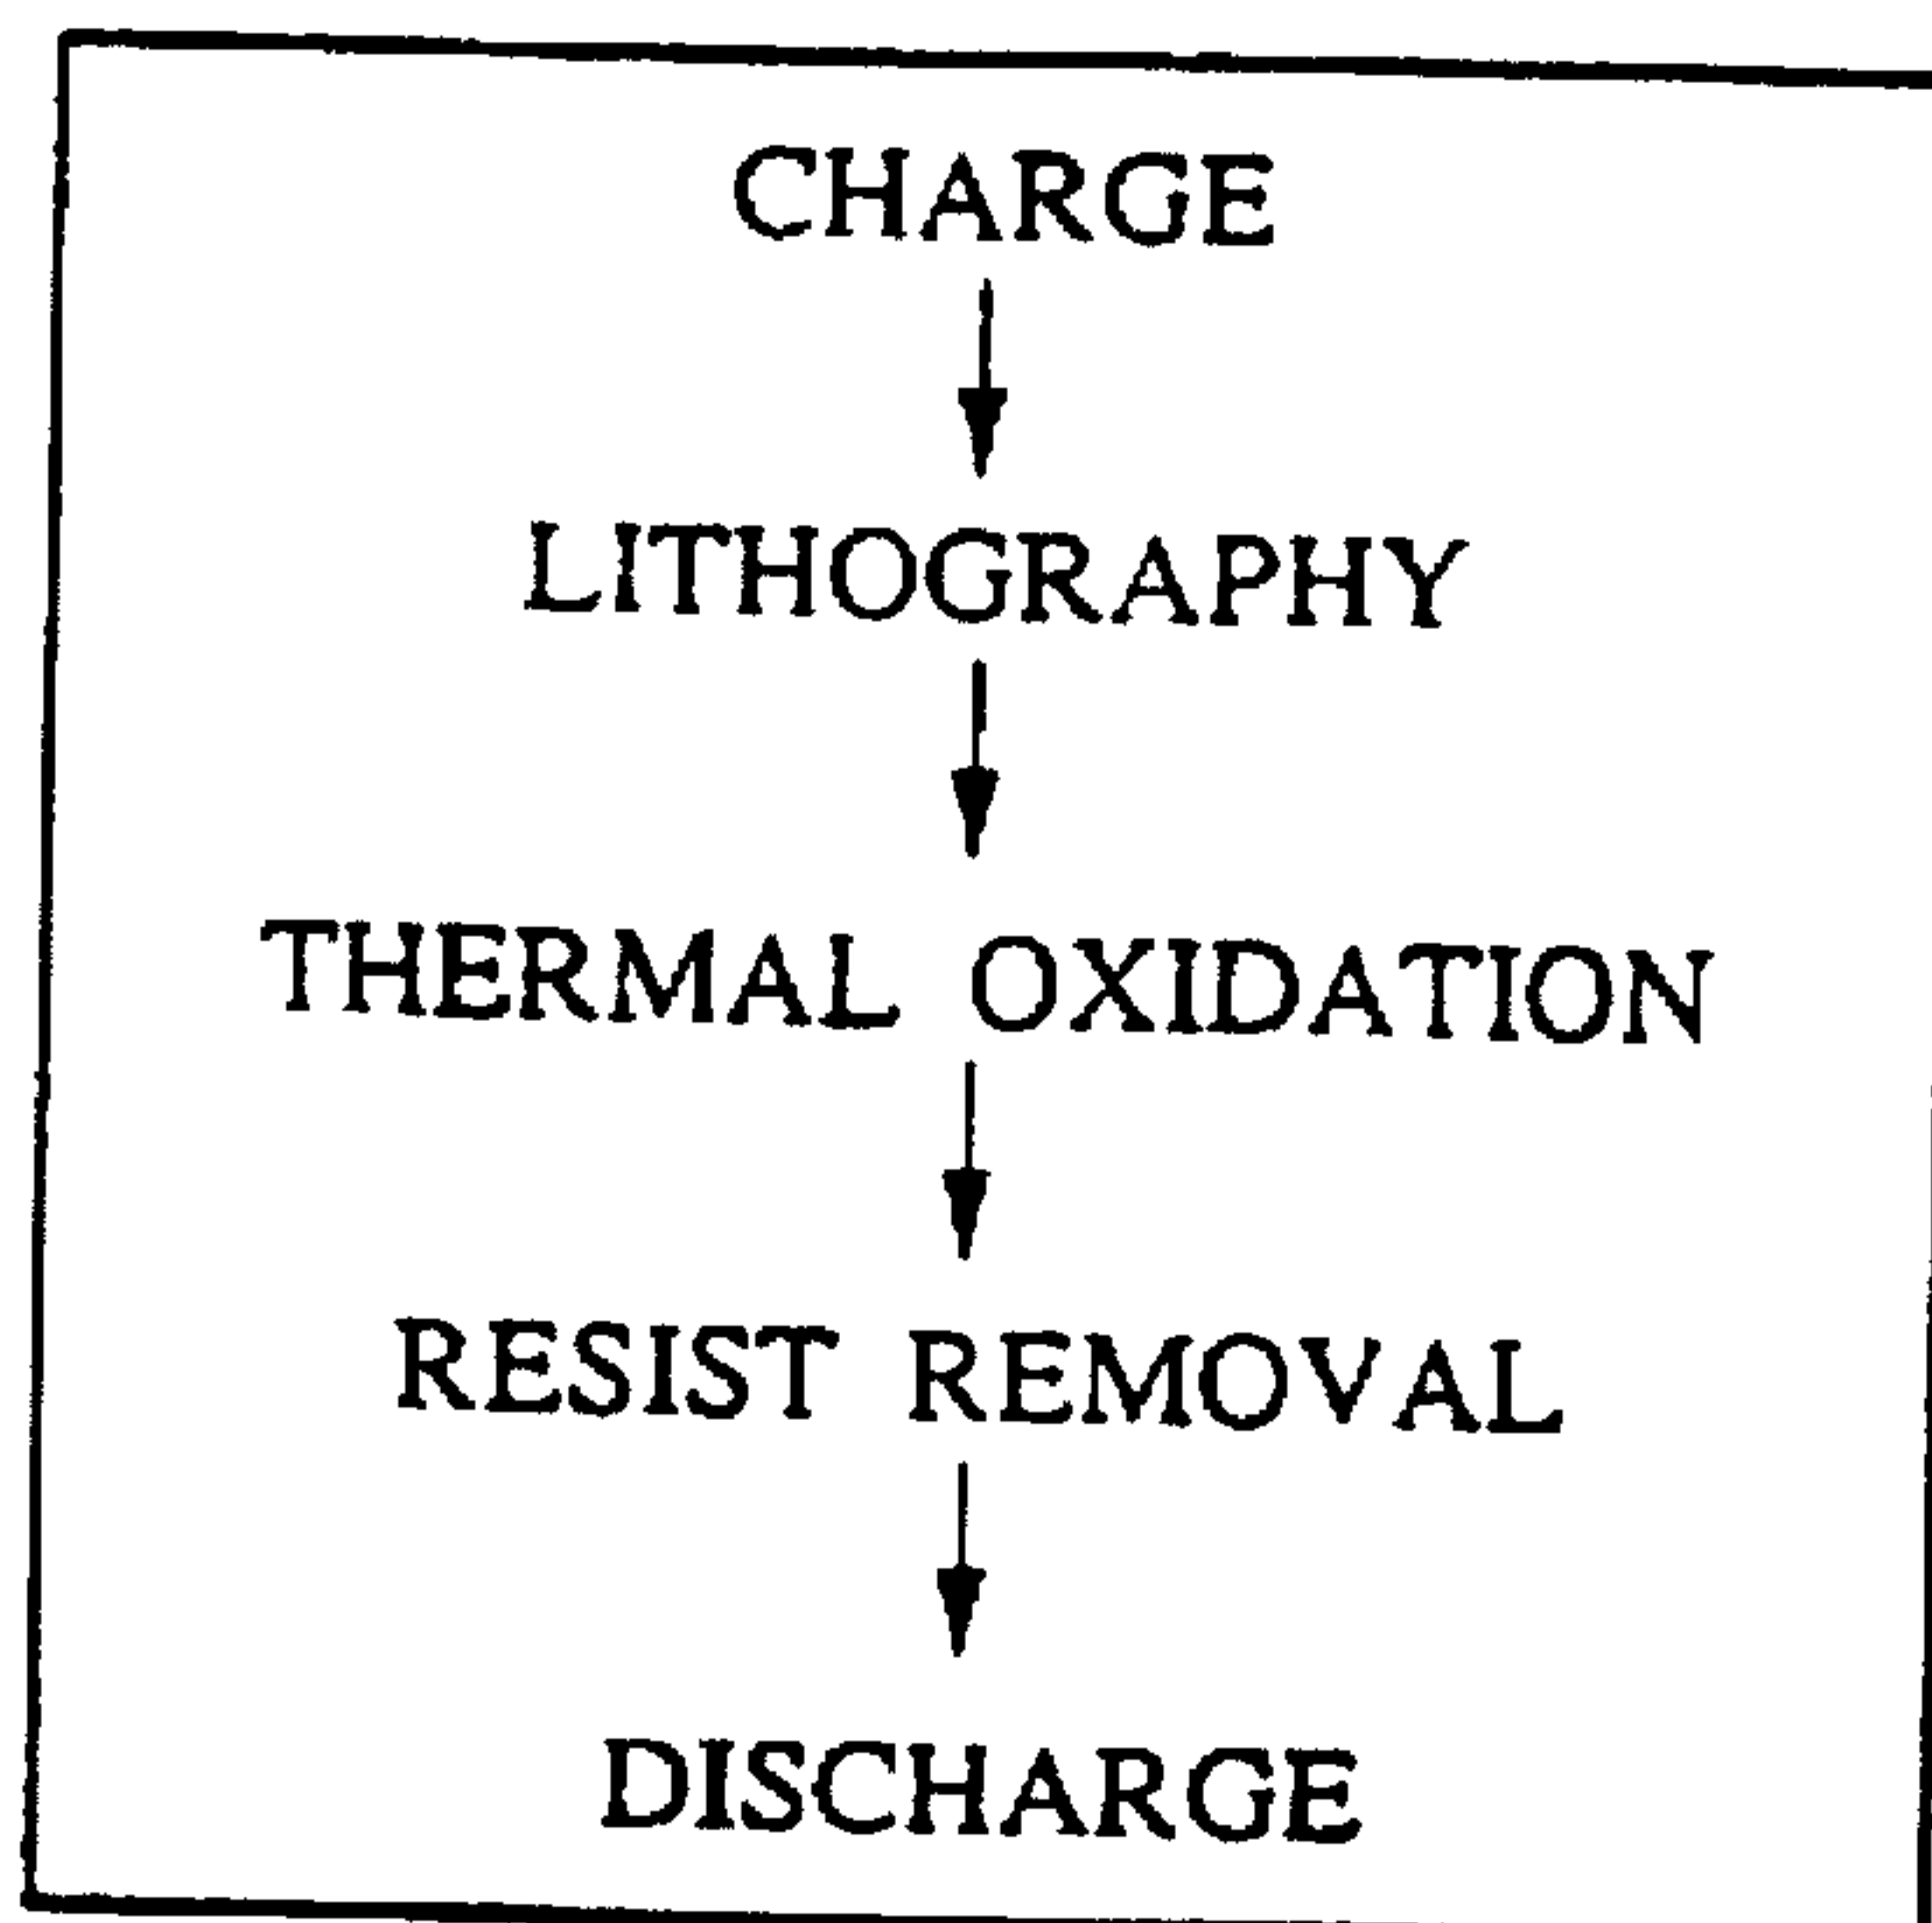 CHARGE
LITHOGRAPHY
THERMAL OXIDATION
RESIST REMOVAL
DISCHARGE